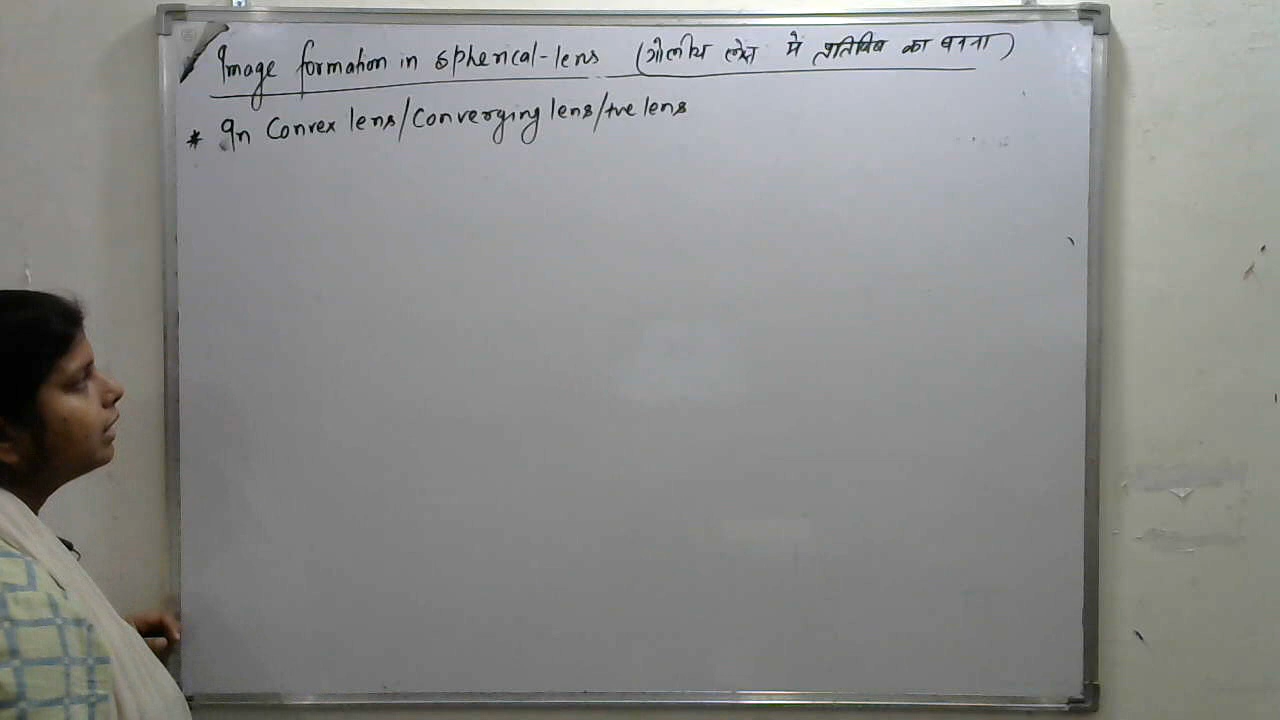 Image formation in spherical-lens (गोलीय लेंस में प्रतिबिंब का बनना)
* In Convex lens/Converging lens/+ve lens